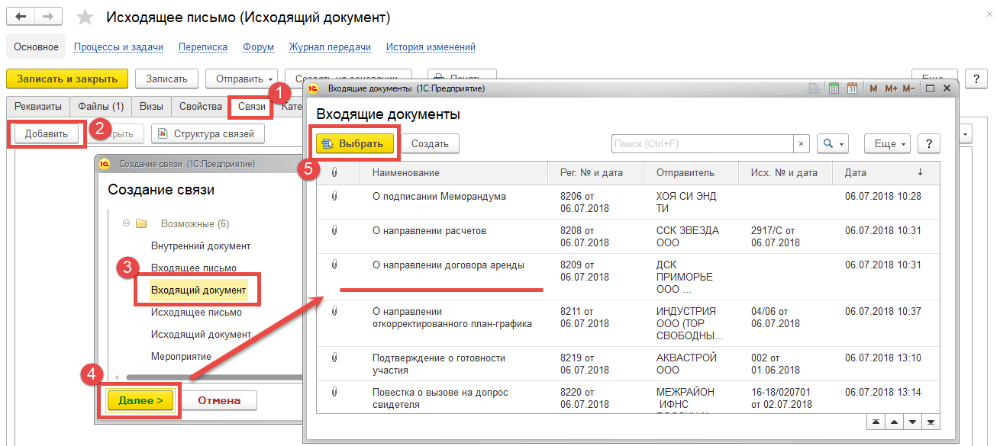 Исходящее письмо (Исходящий документ)
Основное Процессы и задачи Переписка Форум Журнал передачи История изменений
Записать и закрыть Записать Отправить Создать на основании Печать Еще ?
Реквизиты Файлы (1) Визы Свойства Связи Кате
1
Добавить 2 рыть Структура связей
1С Создание связи (1С:Предприятие)
Создание связи
Возможные (6)
Внутренний документ
Входящее письмо
3
Входящий документ
Исходящее письмо
Исходящий документ
Мероприятие
4
Далее > Отмена
1С Входящие документы (1С:Предприятие) 31 M M+ M-
Входящие документы
Выбрать Создать Поиск (Ctrl+F) × Еще ?
5
Наименование Рег. № и дата Отправитель Исх. № и дата Дата ↓
О подписании Меморандума 8206 от ХОЯ СИ ЭНД 06.07.2018 10:28
06.07.2018 ТИ
О направлении расчетов 8208 от ССК ЗВЕЗДА 2917/С от 06.07.2018 10:31
06.07.2018 ООО 06.07.2018
О направлении договора аренды 8209 от ДСК 06.07.2018 10:31
06.07.2018 ПРИМОРЬЕ
ООО ...
О направлении 8211 от ИНДУСТРИЯ 04/06 от 06.07.2018 10:37
откорректированного план-графика 06.07.2018 ООО (ТОР 06.07.2018
СВОБОДНЫ...
Подтверждение о готовности 8219 от АКВАСТРОЙ 002 от 06.07.2018 13:10
участия 06.07.2018 ООО 01.06.2018
Повестка о вызове на допрос 8220 от МЕЖРАЙОН 16-18/020701 06.07.2018 13:14
свидетеля 06.07.2018 ИФНС от 02.07.2018